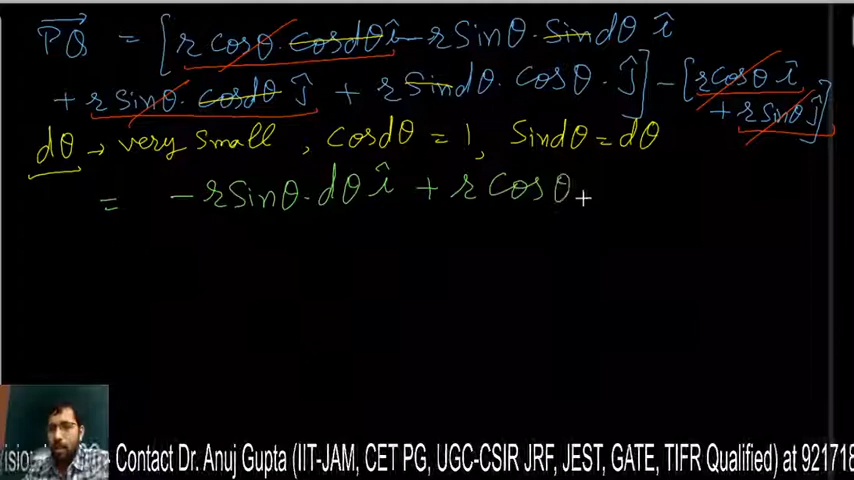 PQ⃗ = [r cosθ. cosdθ î - r Sinθ. Sindθ î
+ r sinθ. cosdθ ĵ + r Sindθ. cosθ. ĵ] - [r cosθ î
+ r sinθ ĵ]
dθ → very small, cosdθ = 1, Sindθ = dθ
= - r Sinθ. dθ î + r Cosθ
- Contact Dr. Anuj Gupta (IIT-JAM, CET PG, UGC-CSIR JRF, JEST, GATE, TIFR Qualified) at 921718